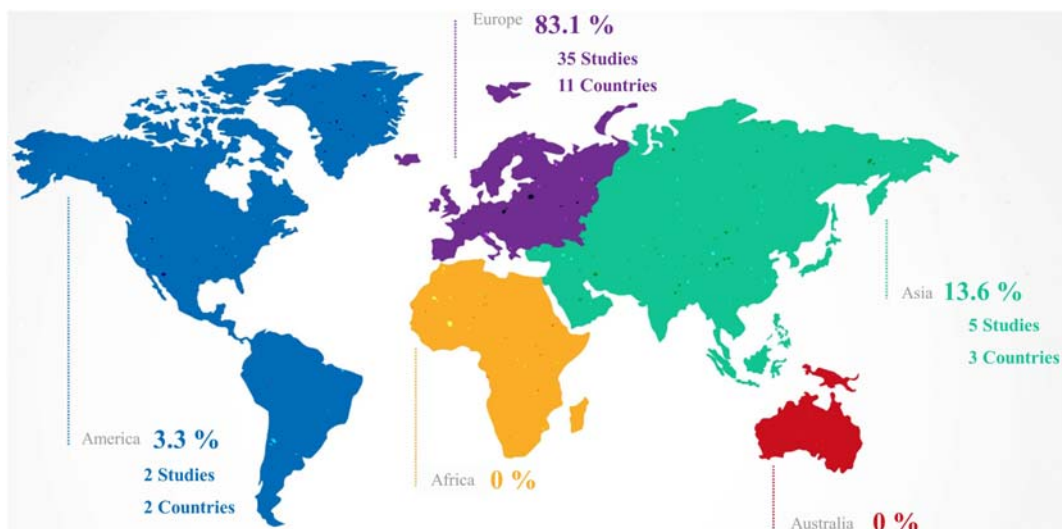 Europe 83.1 %
35 Studies
11 Countries
Asia 13.6 %
5 Studies
3 Countries
America 3.3 %
2 Studies
2 Countries
Africa 0 %
Australia 0 %